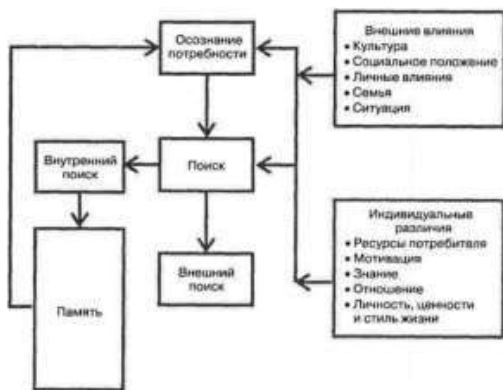 Осознание
потребности
Поиск
Внутренний
поиск
Внешний
поиск
Память
Внешние влияния
• Культура
• Социальное положение
• Личные влияния
• Семья
• Ситуация
Индивидуальные
различия
• Ресурсы потребителя
• Мотивация
• Знание
• Отношение
• Личность, ценности
и стиль жизни